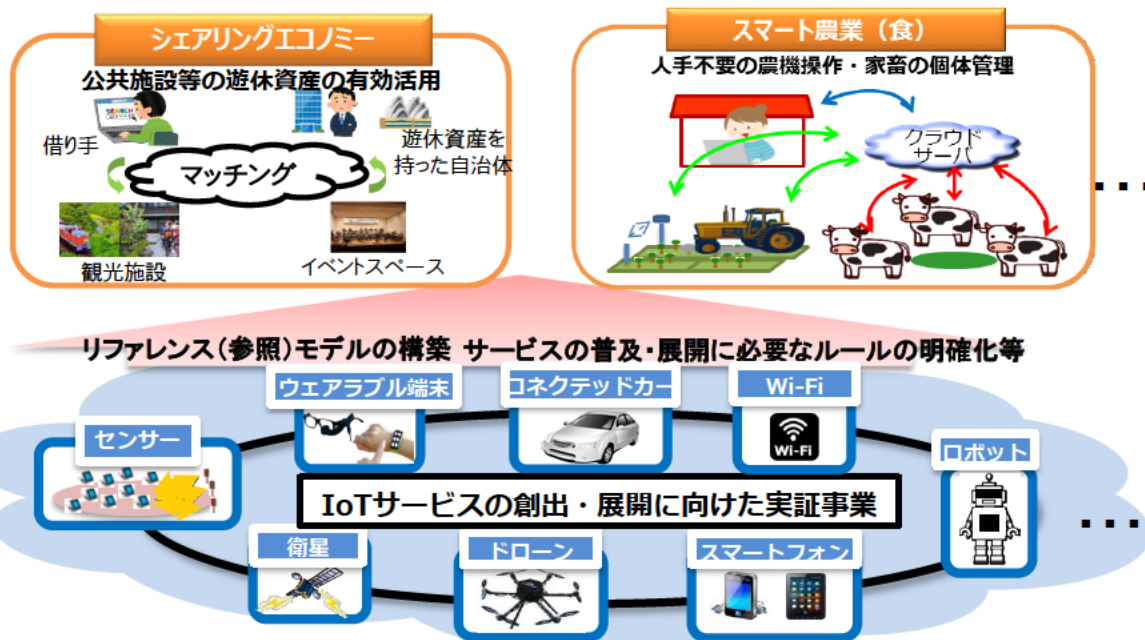 シェアリングエコノミー
公共施設等の遊休資産の有効活用
借り手
マッチング
遊休資産を
持った自治体
観光施設
イベントスペース
スマート農業（食）
人手不要の農機操作・家畜の個体管理
クラウド
サーバ
・・・
リファレンス（参照）モデルの構築 サービスの普及・展開に必要なルールの明確化等
ウェアラブル端末
コネクテッドカー
Wi-Fi
Wi-Fi
センサー
ロボット
IoTサービスの創出・展開に向けた実証事業
・・・
衛星
ドローン
スマートフォン